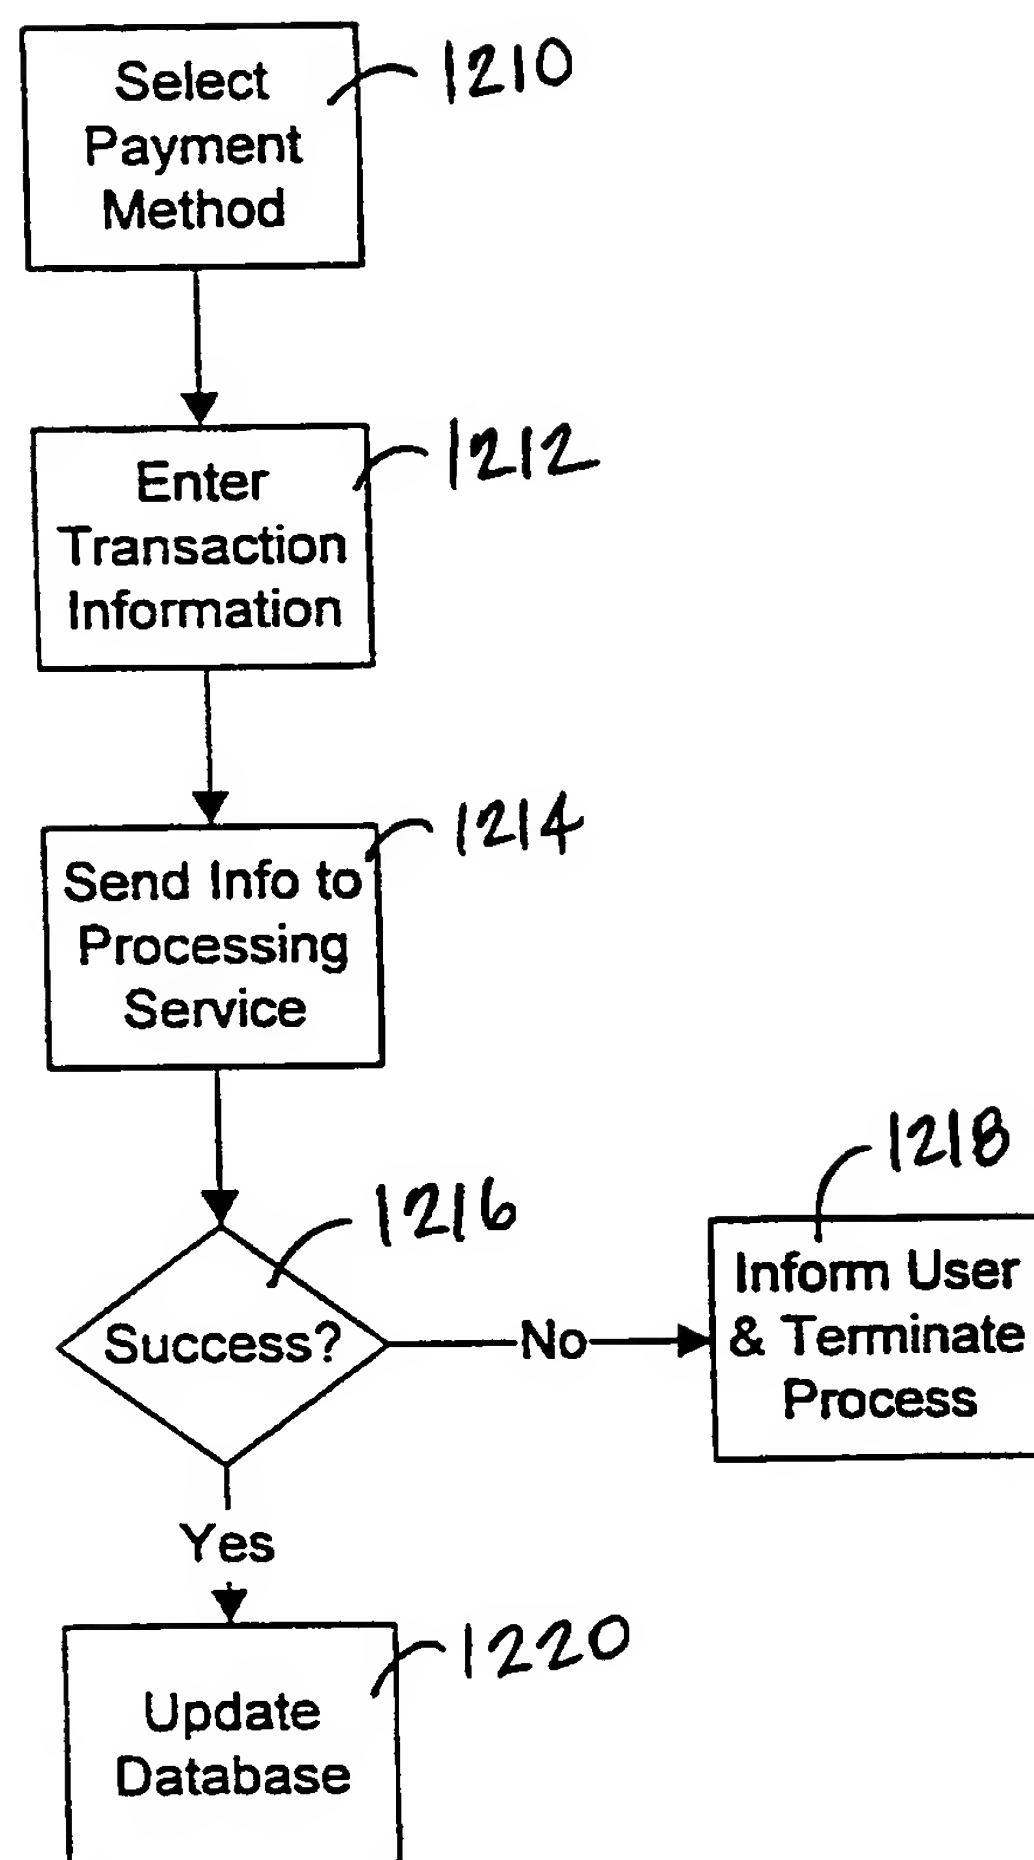 Select
Payment
Method
1210
Enter
Transaction
Information
1212
Send Info to
Processing
Service
1214
Success?
1216
No
Inform User
& Terminate
Process
1218
Yes
Update
Database
1220